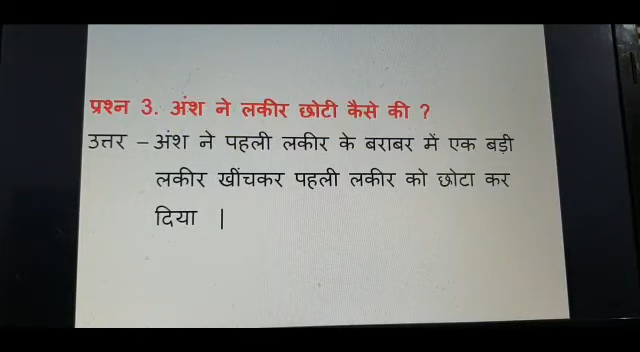 प्रश्न 3. अंश ने लकीर छोटी कैसे की ?
उत्तर – अंश ने पहली लकीर के बराबर में एक बड़ी
लकीर खींचकर पहली लकीर को छोटा कर
दिया |